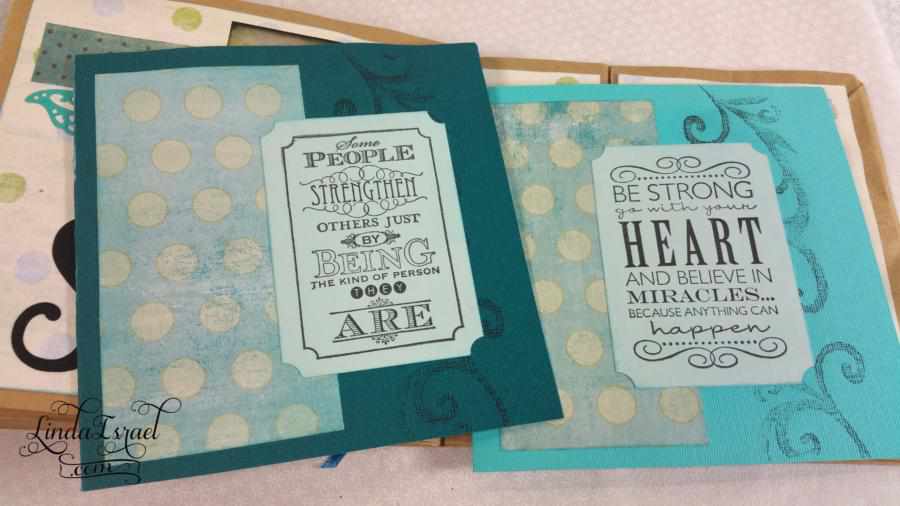 Some
PEOPLE
STRENGTHEN
OTHERS JUST
BY
BEING
THE KIND OF PERSON
THEY
ARE
BE STRONG
go with your
HEART
AND BELIEVE IN
MIRACLES...
BECAUSE ANYTHING CAN
happen
LindaIsrael
.com